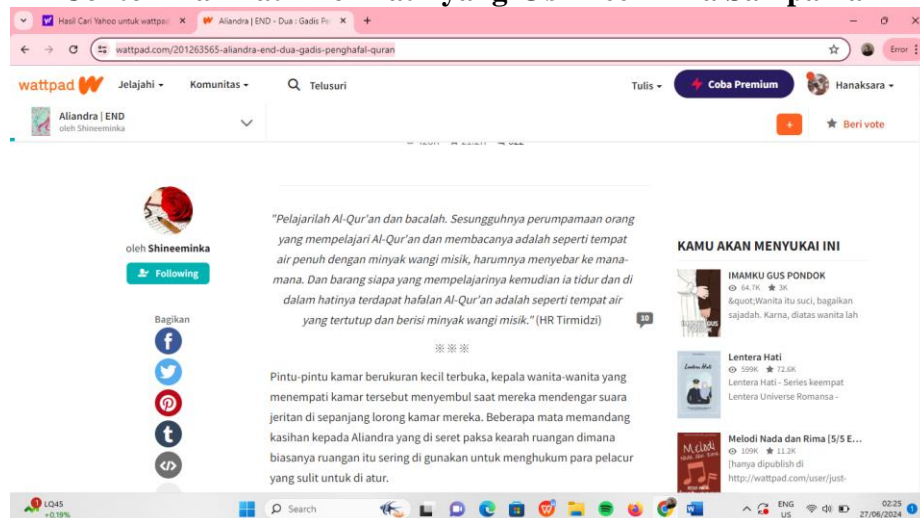 Hasil Cari Yahoo untuk wattpad
Aliandra | END - Dua : Gadis Pe
wattpad.com/201263565-aliandra-end-dua-gadis-penghafal-quran
Error
wattpad
Jelajahi
Komunitas
Telusuri
Tulis
Coba Premium
Hanaksara
Aliandra | END
oleh Shineeminka
+
Beri vote
oleh Shineeminka
Following
Bagikan
"Pelajarilah Al-Qur'an dan bacalah. Sesungguhnya perumpamaan orang
yang mempelajari Al-Qur'an dan membacanya adalah seperti tempat
air penuh dengan minyak wangi misik, harumnya menyebar ke mana-
mana. Dan barang siapa yang mempelajarinya kemudian ia tidur dan di
dalam hatinya terdapat hafalan Al-Qur'an adalah seperti tempat air
yang tertutup dan berisi minyak wangi misik." (HR Tirmidzi)
10
※※※
Pintu-pintu kamar berukuran kecil terbuka, kepala wanita-wanita yang
menempati kamar tersebut menyembul saat mereka mendengar suara
jeritan di sepanjang lorong kamar mereka. Beberapa mata memandang
kasihan kepada Aliandra yang di seret paksa kearah ruangan dimana
biasanya ruangan itu sering di gunakan untuk menghukum para pelacur
yang sulit untuk di atur.
KAMU AKAN MENYUKAI INI
IMAMKU GUS PONDOK
64.7K 3K
&quot;Wanita itu suci, bagaikan
sajadah. Karna, diatas wanita lah
Lentera Hati
599K 72.6K
Lentera Hati - Series keempat
Lentera Universe Romansa -
Melodi Nada dan Rima [5/5 E...
109K 11.2K
[hanya dipublish di
http://wattpad.com/user/just-
LQ45
+0.19%
Search
ENG
US
02:25
27/06/2024